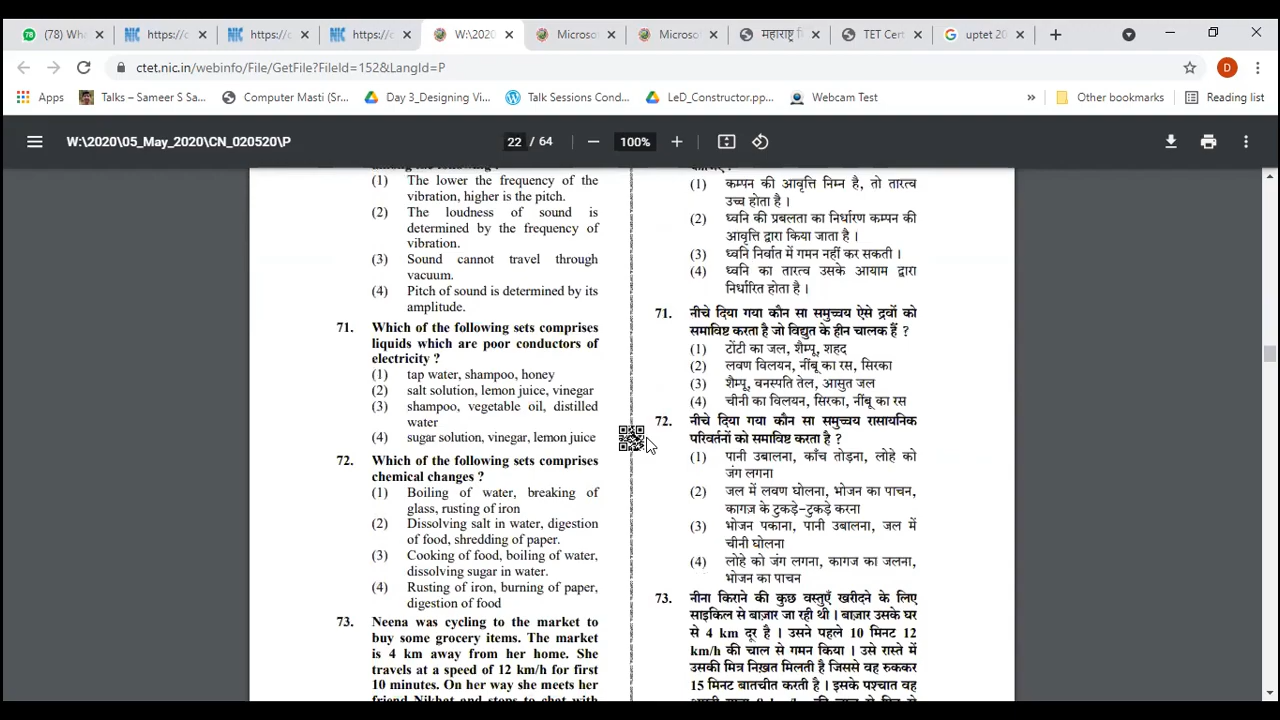 (78) Wha
https://c
https://c
https://c
W:\2020
Microso
Microso
महाराष्ट्र f
TET Cert
uptet 20
ctet.nic.in/webinfo/File/GetFile?FileId=152&LangId=P
Apps
Talks – Sameer S Sa...
Computer Masti (Sr...
Day 3_Designing Vi...
Talk Sessions Cond...
LeD_Constructor.pp...
Webcam Test
»
Other bookmarks
Reading list
W:\2020\05_May_2020\CN_020520\P
22 / 64
100%
(1) The lower the frequency of the
vibration, higher is the pitch.
(2) The loudness of sound is
determined by the frequency of
vibration.
(3) Sound cannot travel through
vacuum.
(4) Pitch of sound is determined by its
amplitude.
71. Which of the following sets comprises
liquids which are poor conductors of
electricity ?
(1) tap water, shampoo, honey
(2) salt solution, lemon juice, vinegar
(3) shampoo, vegetable oil, distilled
water
(4) sugar solution, vinegar, lemon juice
72. Which of the following sets comprises
chemical changes ?
(1) Boiling of water, breaking of
glass, rusting of iron
(2) Dissolving salt in water, digestion
of food, shredding of paper.
(3) Cooking of food, boiling of water,
dissolving sugar in water.
(4) Rusting of iron, burning of paper,
digestion of food
73. Neena was cycling to the market to
buy some grocery items. The market
is 4 km away from her home. She
travels at a speed of 12 km/h for first
10 minutes. On her way she meets her
friend Nikhat and stops to chat with
(1) कम्पन की आवृत्ति निम्न है, तो तारत्व
उच्च होता है ।
(2) ध्वनि की प्रबलता का निर्धारण कम्पन की
आवृत्ति द्वारा किया जाता है ।
(3) ध्वनि निर्वात में गमन नहीं कर सकती ।
(4) ध्वनि का तारत्व उसके आयाम द्वारा
निर्धारित होता है ।
71. नीचे दिया गया कौन सा समुच्चय ऐसे द्रवों को
समाविष्ट करता है जो विद्युत के हीन चालक हैं ?
(1) टोंटी का जल, शैम्पू, शहद
(2) लवण विलयन, नींबू का रस, सिरका
(3) शैम्पू, वनस्पति तेल, आसुत जल
(4) चीनी का विलयन, सिरका, नींबू का रस
72. नीचे दिया गया कौन सा समुच्चय रासायनिक
परिवर्तनों को समाविष्ट करता है ?
(1) पानी उबालना, काँच तोड़ना, लोहे को
जंग लगना
(2) जल में लवण घोलना, भोजन का पाचन,
कागज़ के टुकड़े-टुकड़े करना
(3) भोजन पकाना, पानी उबालना, जल में
चीनी घोलना
(4) लोहे को जंग लगना, कागज का जलना,
भोजन का पाचन
73. नीना किराने की कुछ वस्तुएँ खरीदने के लिए
साइकिल से बाज़ार जा रही थी । बाज़ार उसके घर
से 4 km दूर है । उसने पहले 10 मिनट 12
km/h की चाल से गमन किया । उसे रास्ते में
उसकी मित्र निख़त मिलती है जिससे वह रुककर
15 मिनट बातचीत करती है । इसके पश्चात वह